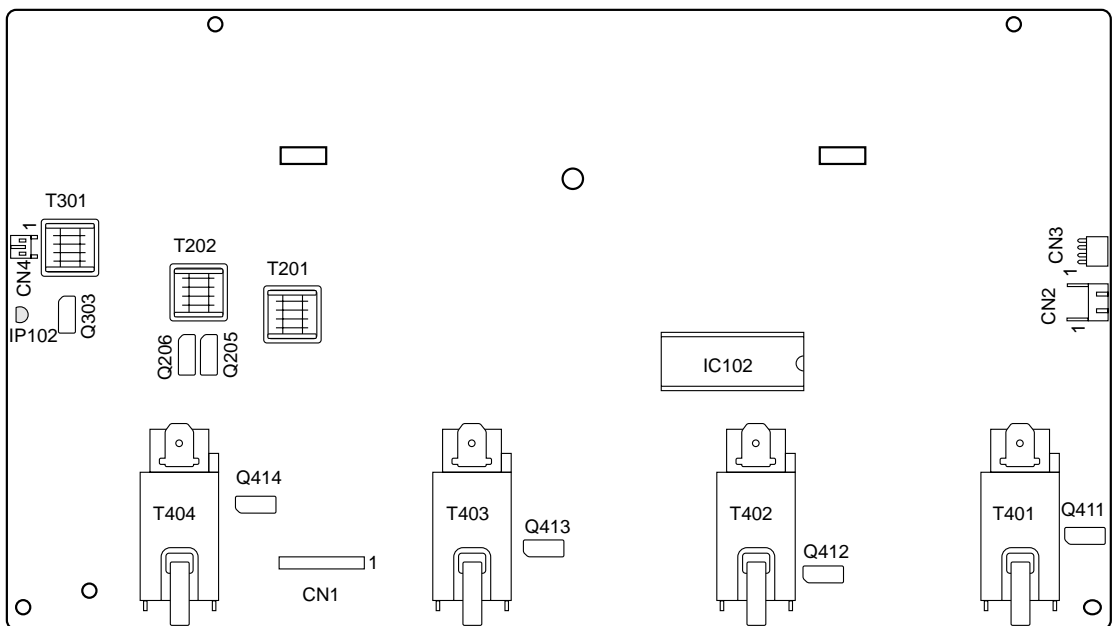 T301
1
CN4
T202
T201
CN3
1
IP102
Q303
CN2
1
Q206
Q205
IC102
Q414
T404
T403
Q413
T402
Q412
T401
Q411
1
CN1